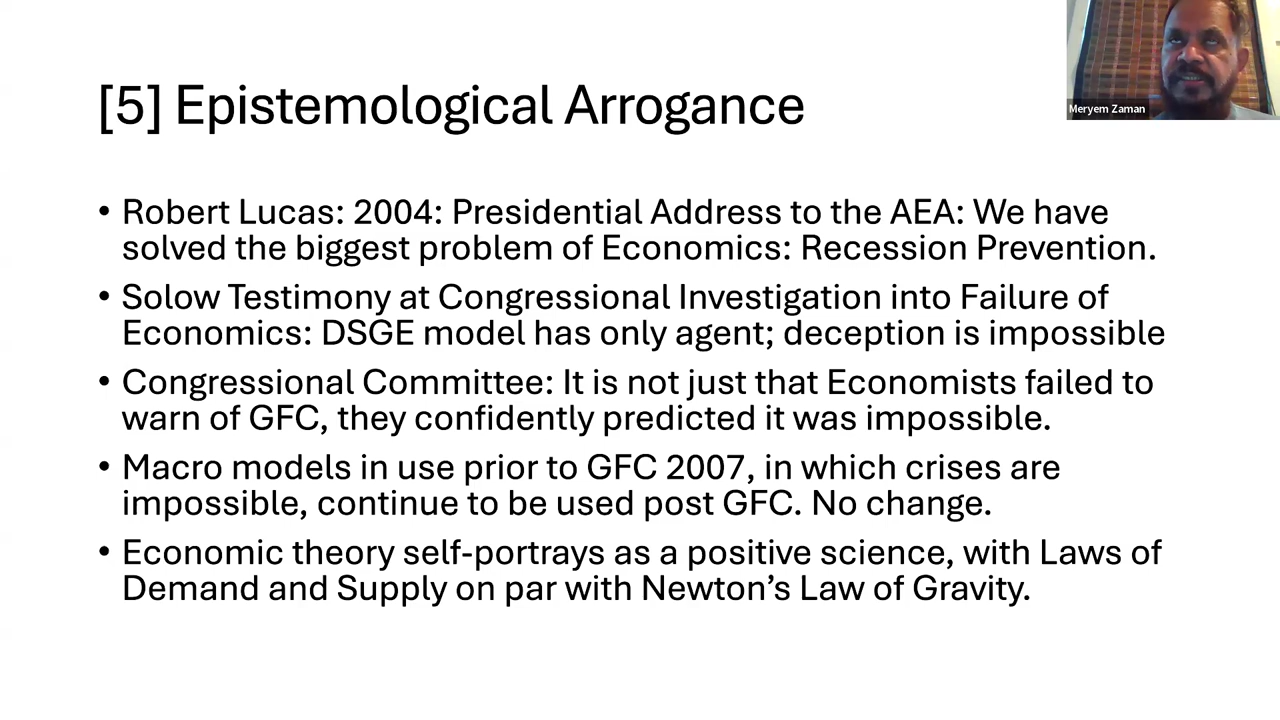 [5] Epistemological Arrogance
Meryem Zaman
• Robert Lucas: 2004: Presidential Address to the AEA: We have
solved the biggest problem of Economics: Recession Prevention.
• Solow Testimony at Congressional Investigation into Failure of
Economics: DSGE model has only agent; deception is impossible
• Congressional Committee: It is not just that Economists failed to
warn of GFC, they confidently predicted it was impossible.
• Macro models in use prior to GFC 2007, in which crises are
impossible, continue to be used post GFC. No change.
• Economic theory self-portrays as a positive science, with Laws of
Demand and Supply on par with Newton’s Law of Gravity.